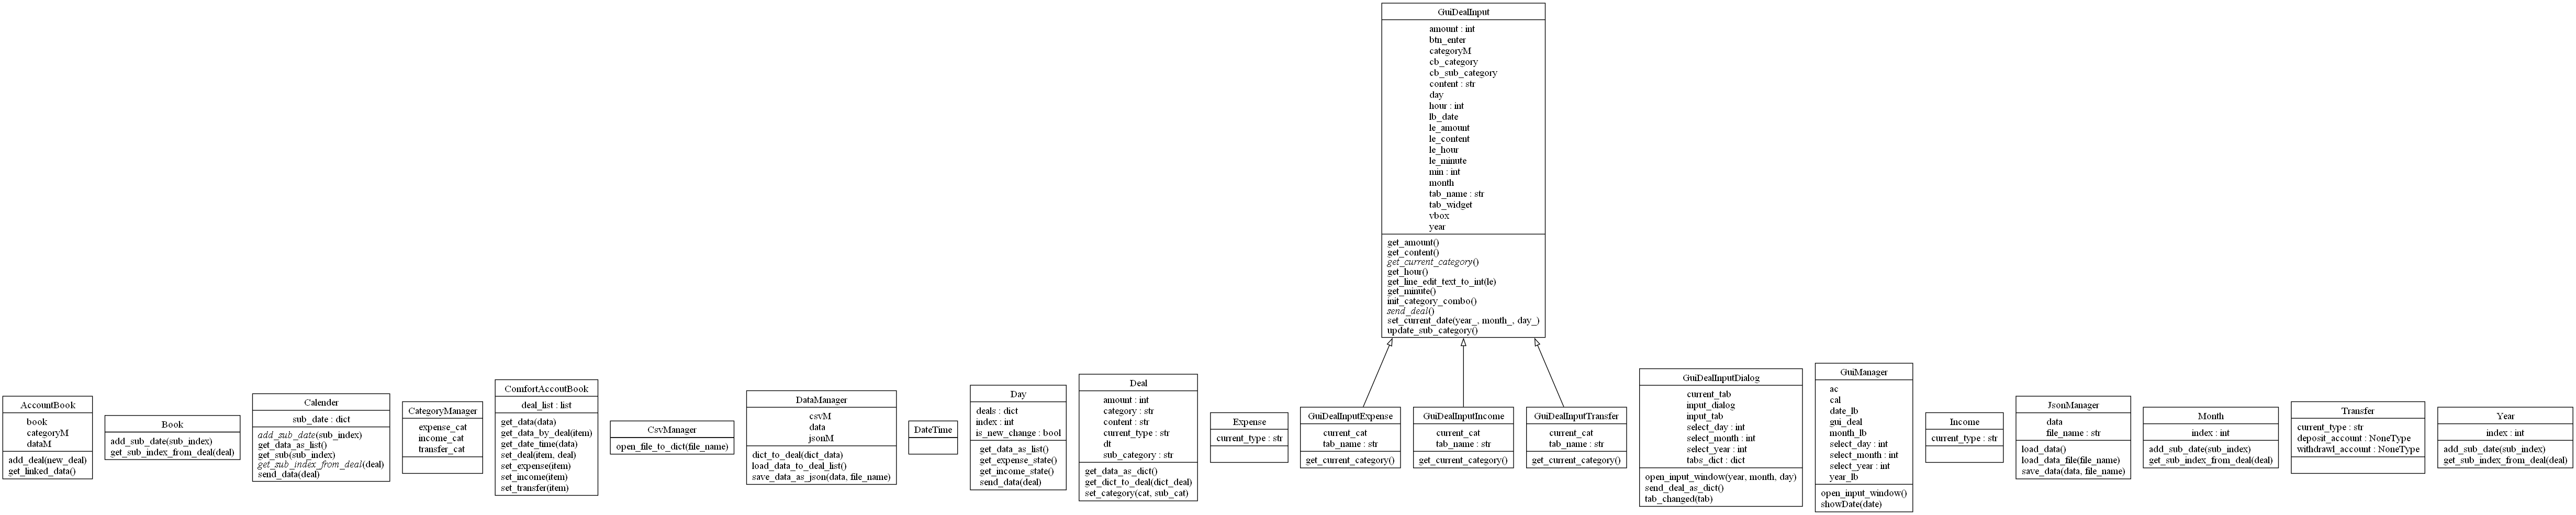 GuiDealInput
amount : int
btn_enter
categoryM
cb_category
cb_sub_category
content : str
day
hour : int
lb_date
le_amount
le_content
le_hour
le_minute
min : int
month
tab_name : str
tab_widget
vbox
year
get_amount()
get_content()
get_current_category()
get_hour()
get_line_edit_text_to_int(le)
get_minute()
init_category_combo()
send_deal()
set_current_date(year_, month_, day_)
update_sub_category()
AccountBook
book
categoryM
dataM
add_deal(new_deal)
get_linked_data()
Book
add_sub_date(sub_index)
get_sub_index_from_deal(deal)
Calender
sub_date : dict
add_sub_date(sub_index)
get_data_as_list()
get_sub(sub_index)
get_sub_index_from_deal(deal)
send_data(deal)
CategoryManager
expense_cat
income_cat
transfer_cat
ComfortAccoutBook
deal_list : list
get_data(data)
get_data_by_deal(item)
get_date_time(data)
set_deal(item, deal)
set_expense(item)
set_income(item)
set_transfer(item)
CsvManager
open_file_to_dict(file_name)
DataManager
csvM
data
jsonM
dict_to_deal(dict_data)
load_data_to_deal_list()
save_data_as_json(data, file_name)
DateTime
Day
deals : dict
index : int
is_new_change : bool
get_data_as_list()
get_expense_state()
get_income_state()
send_data(deal)
Deal
amount : int
category : str
content : str
current_type : str
dt
sub_category : str
get_data_as_dict()
get_dict_to_deal(dict_deal)
set_category(cat, sub_cat)
Expense
current_type : str
GuiDealInputExpense
current_cat
tab_name : str
get_current_category()
GuiDealInputIncome
current_cat
tab_name : str
get_current_category()
GuiDealInputTransfer
current_cat
tab_name : str
get_current_category()
GuiDealInputDialog
current_tab
input_dialog
input_tab
select_day : int
select_month : int
select_year : int
tabs_dict : dict
open_input_window(year, month, day)
send_deal_as_dict()
tab_changed(tab)
GuiManager
ac
cal
date_lb
gui_deal
month_lb
select_day : int
select_month : int
select_year : int
year_lb
open_input_window()
showDate(date)
Income
current_type : str
JsonManager
data
file_name : str
load_data()
load_data_file(file_name)
save_data(data, file_name)
Month
index : int
add_sub_date(sub_index)
get_sub_index_from_deal(deal)
Transfer
current_type : str
deposit_account : NoneType
withdrawl_account : NoneType
Year
index : int
add_sub_date(sub_index)
get_sub_index_from_deal(deal)